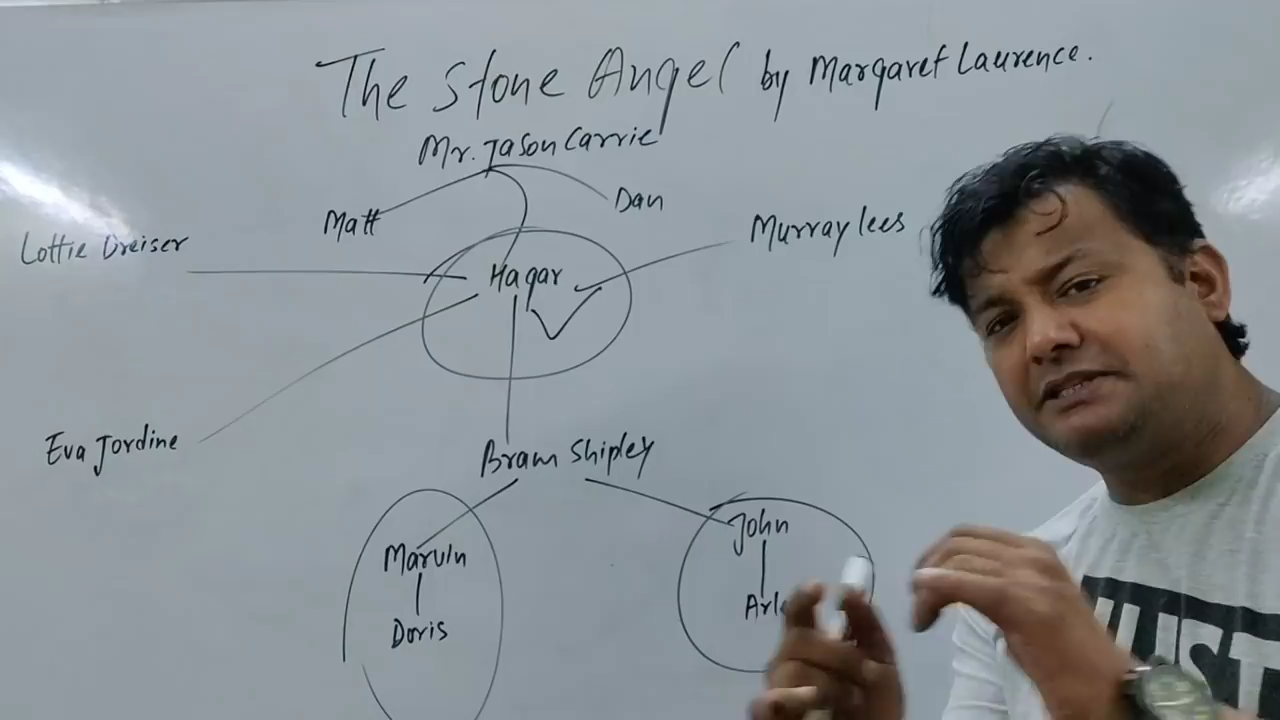 The Stone Angel by Margaret Laurence.
Mr. Jason Carrie
Matt
Dan
Lottie Dreiser
Murray lees
Hagar
Eva Jordine
Bram Shipley
Marvin
John
Doris